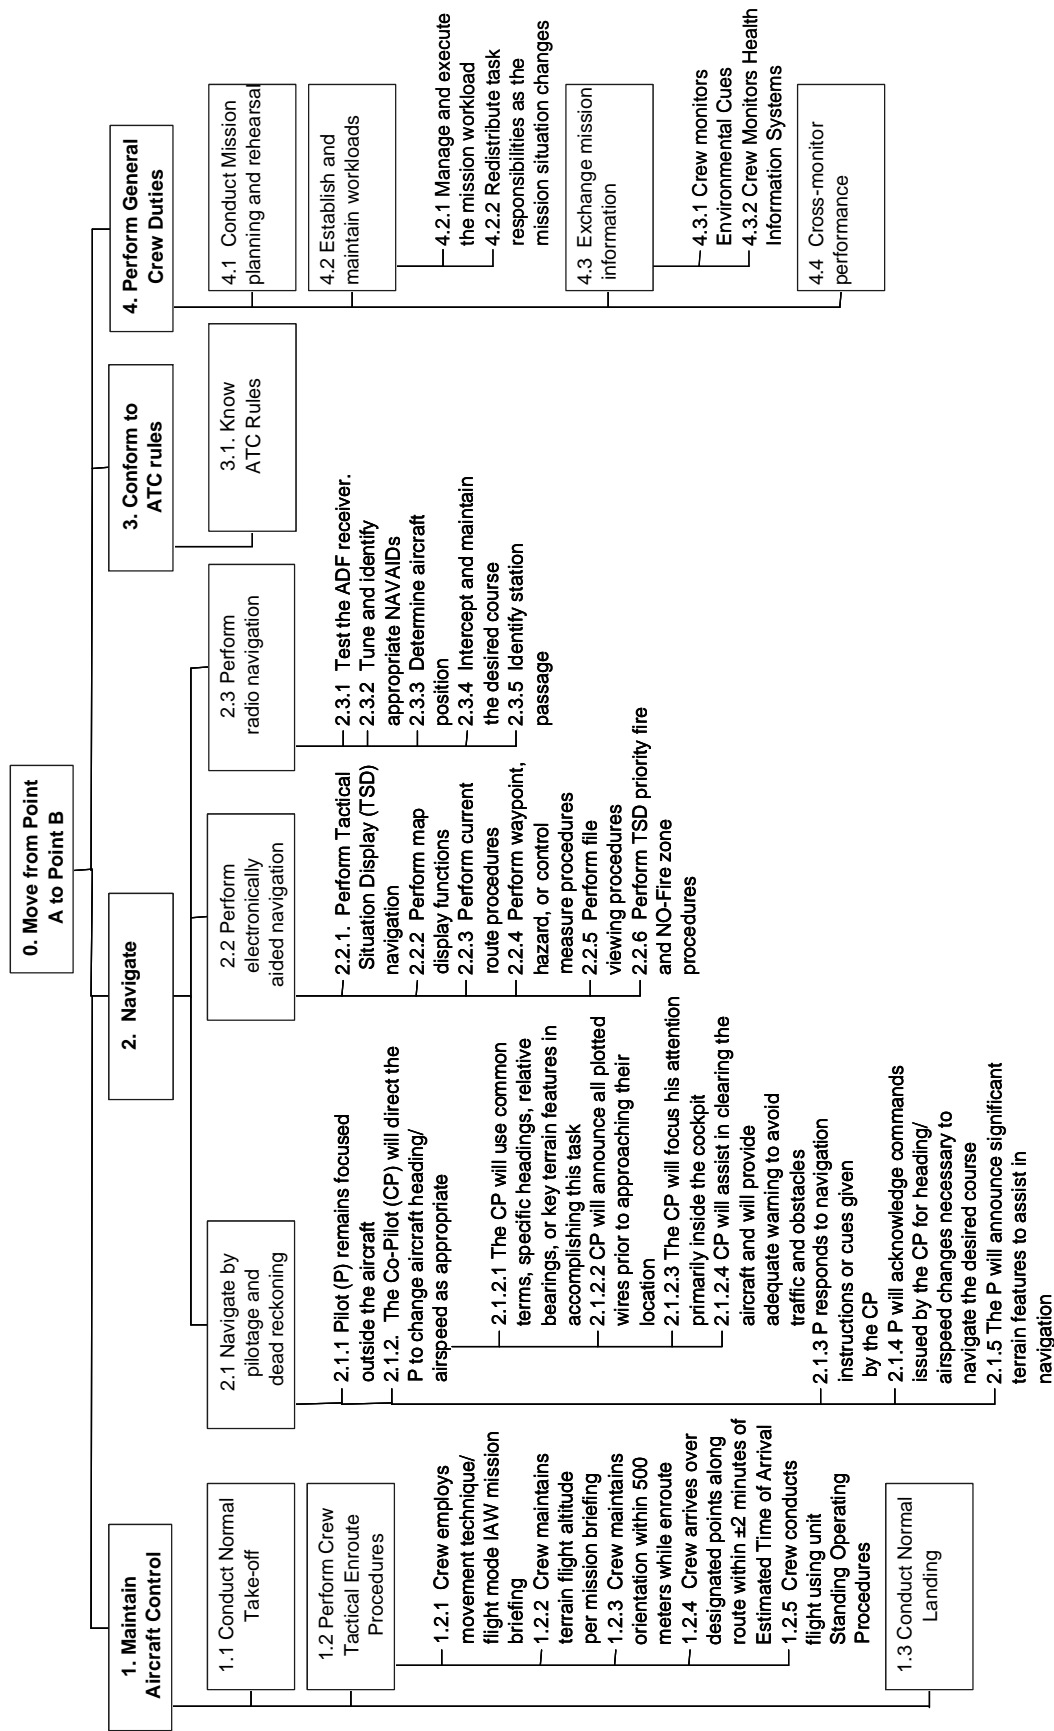 0. Move from Point
A to Point B
1. Maintain
Aircraft Control
1.1 Conduct Normal
Take-off
1.2 Perform Crew
Tactical Enroute
Procedures
1.2.1 Crew employs
movement technique/
flight mode IAW mission
briefing
1.2.2 Crew maintains
terrain flight altitude
per mission briefing
1.2.3 Crew maintains
orientation within 500
meters while enroute
1.2.4 Crew arrives over
designated points along
route within ±2 minutes of
Estimated Time of Arrival
1.2.5 Crew conducts
flight using unit
Standing Operating
Procedures
1.3 Conduct Normal
Landing
2. Navigate
2.1 Navigate by
pilotage and
dead reckoning
2.1.1 Pilot (P) remains focused
outside the aircraft
2.1.2. The Co-Pilot (CP) will direct the
P to change aircraft heading/
airspeed as appropriate
2.1.2.1 The CP will use common
terms, specific headings, relative
bearings, or key terrain features in
accomplishing this task
2.1.2.2 CP will announce all plotted
wires prior to approaching their
location
2.1.2.3 The CP will focus his attention
primarily inside the cockpit
2.1.2.4 CP will assist in clearing the
aircraft and will provide
adequate warning to avoid
traffic and obstacles
2.1.3 P responds to navigation
instructions or cues given
by the CP
2.1.4 P will acknowledge commands
issued by the CP for heading/
airspeed changes necessary to
navigate the desired course
2.1.5 The P will announce significant
terrain features to assist in
navigation
2.2 Perform
electronically
aided navigation
2.2.1. Perform Tactical
Situation Display (TSD)
navigation
2.2.2 Perform map
display functions
2.2.3 Perform current
route procedures
2.2.4 Perform waypoint,
hazard, or control
measure procedures
2.2.5 Perform file
viewing procedures
2.2.6 Perform TSD priority fire
and NO-Fire zone
procedures
2.3 Perform
radio navigation
2.3.1 Test the ADF receiver.
2.3.2 Tune and identify
appropriate NAVAIDs
2.3.3 Determine aircraft
position
2.3.4 Intercept and maintain
the desired course
2.3.5 Identify station
passage
3. Conform to
ATC rules
3.1. Know
ATC Rules
4. Perform General
Crew Duties
4.1 Conduct Mission
planning and rehearsal
4.2 Establish and
maintain workloads
4.2.1 Manage and execute
the mission workload
4.2.2 Redistribute task
responsibilities as the
mission situation changes
4.3 Exchange mission
information
4.3.1 Crew monitors
Environmental Cues
4.3.2 Crew Monitors Health
Information Systems
4.4 Cross-monitor
performance